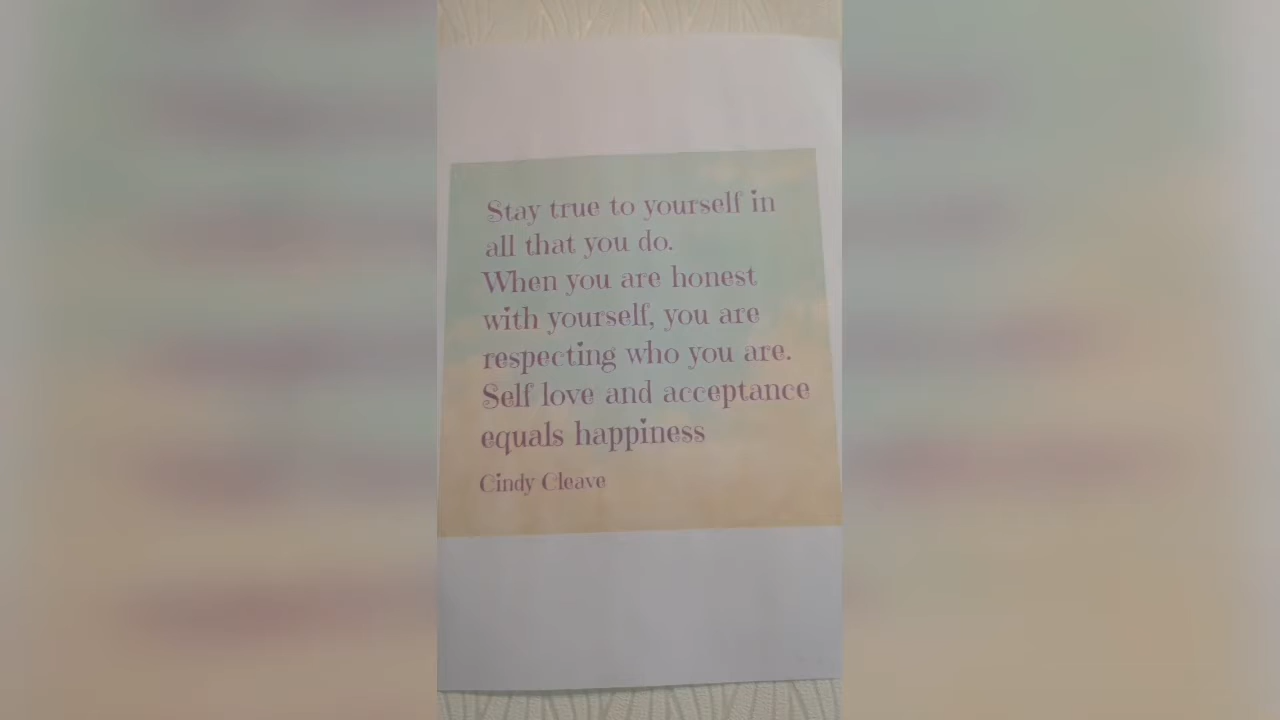 Stay true to yourself in
all that you do.
When you are honest
with yourself, you are
respecting who you are.
Self love and acceptance
equals happiness
Cindy Cleave